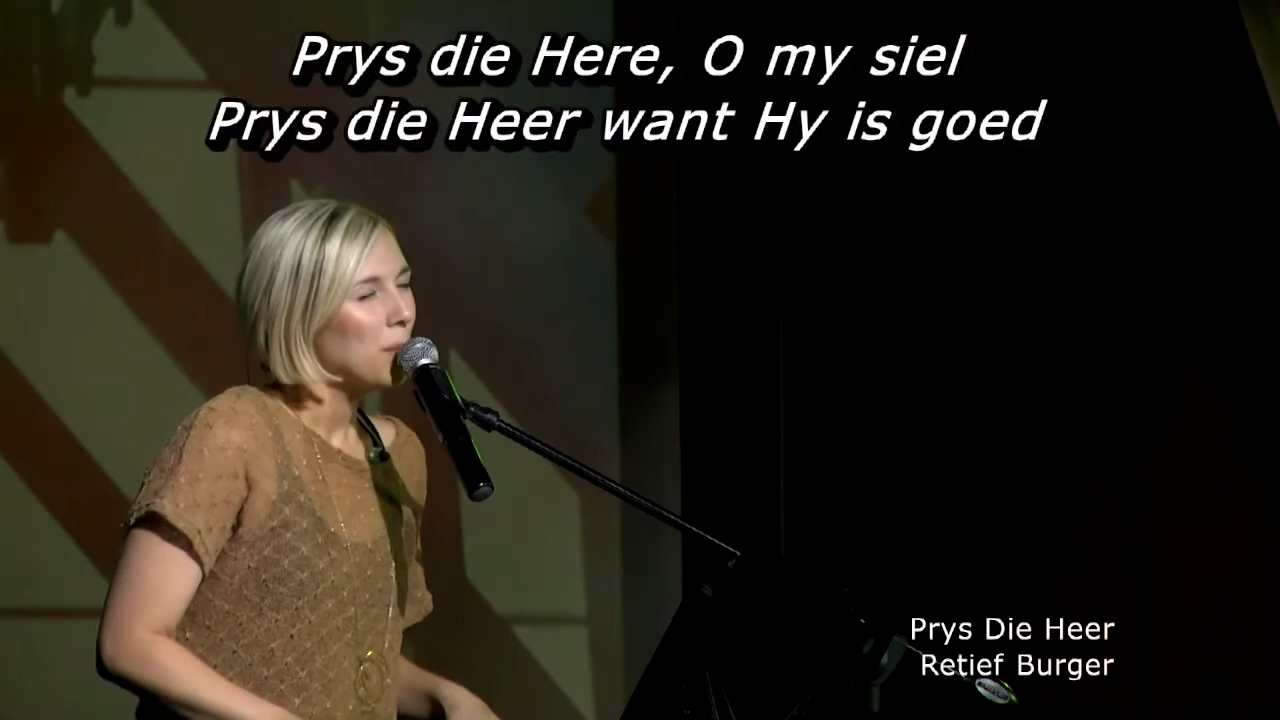 Prys die Here, O my siel
Prys die Heer want Hy is goed
Prys Die Heer
Retief Burger